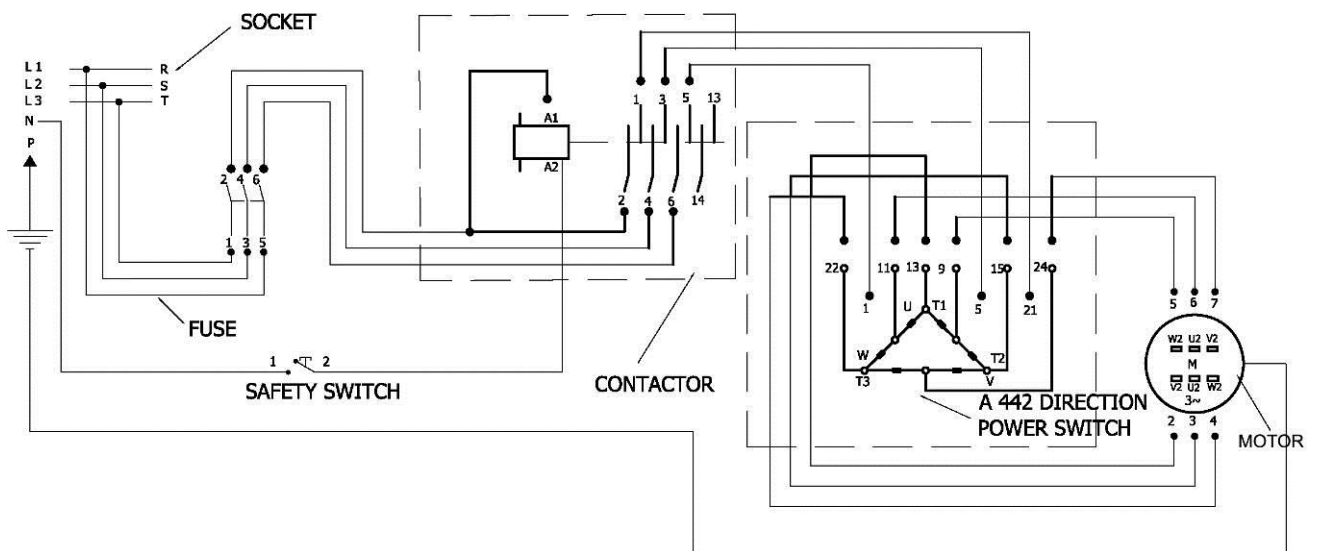 SOCKET
L1 R
L2 S
L3 T
N
P
2 4 6
1 3 5
FUSE
1 2
SAFETY SWITCH
A1
A2
1 3 5 13
2 4 6 14
CONTACTOR
22 11 13 9 15 24
1 5 21
U T1
W T2
T3 V
A 442 DIRECTION
POWER SWITCH
5 6 7
W2 U2 V2
M
V2 U2 W2
3~
2 3 4
MOTOR